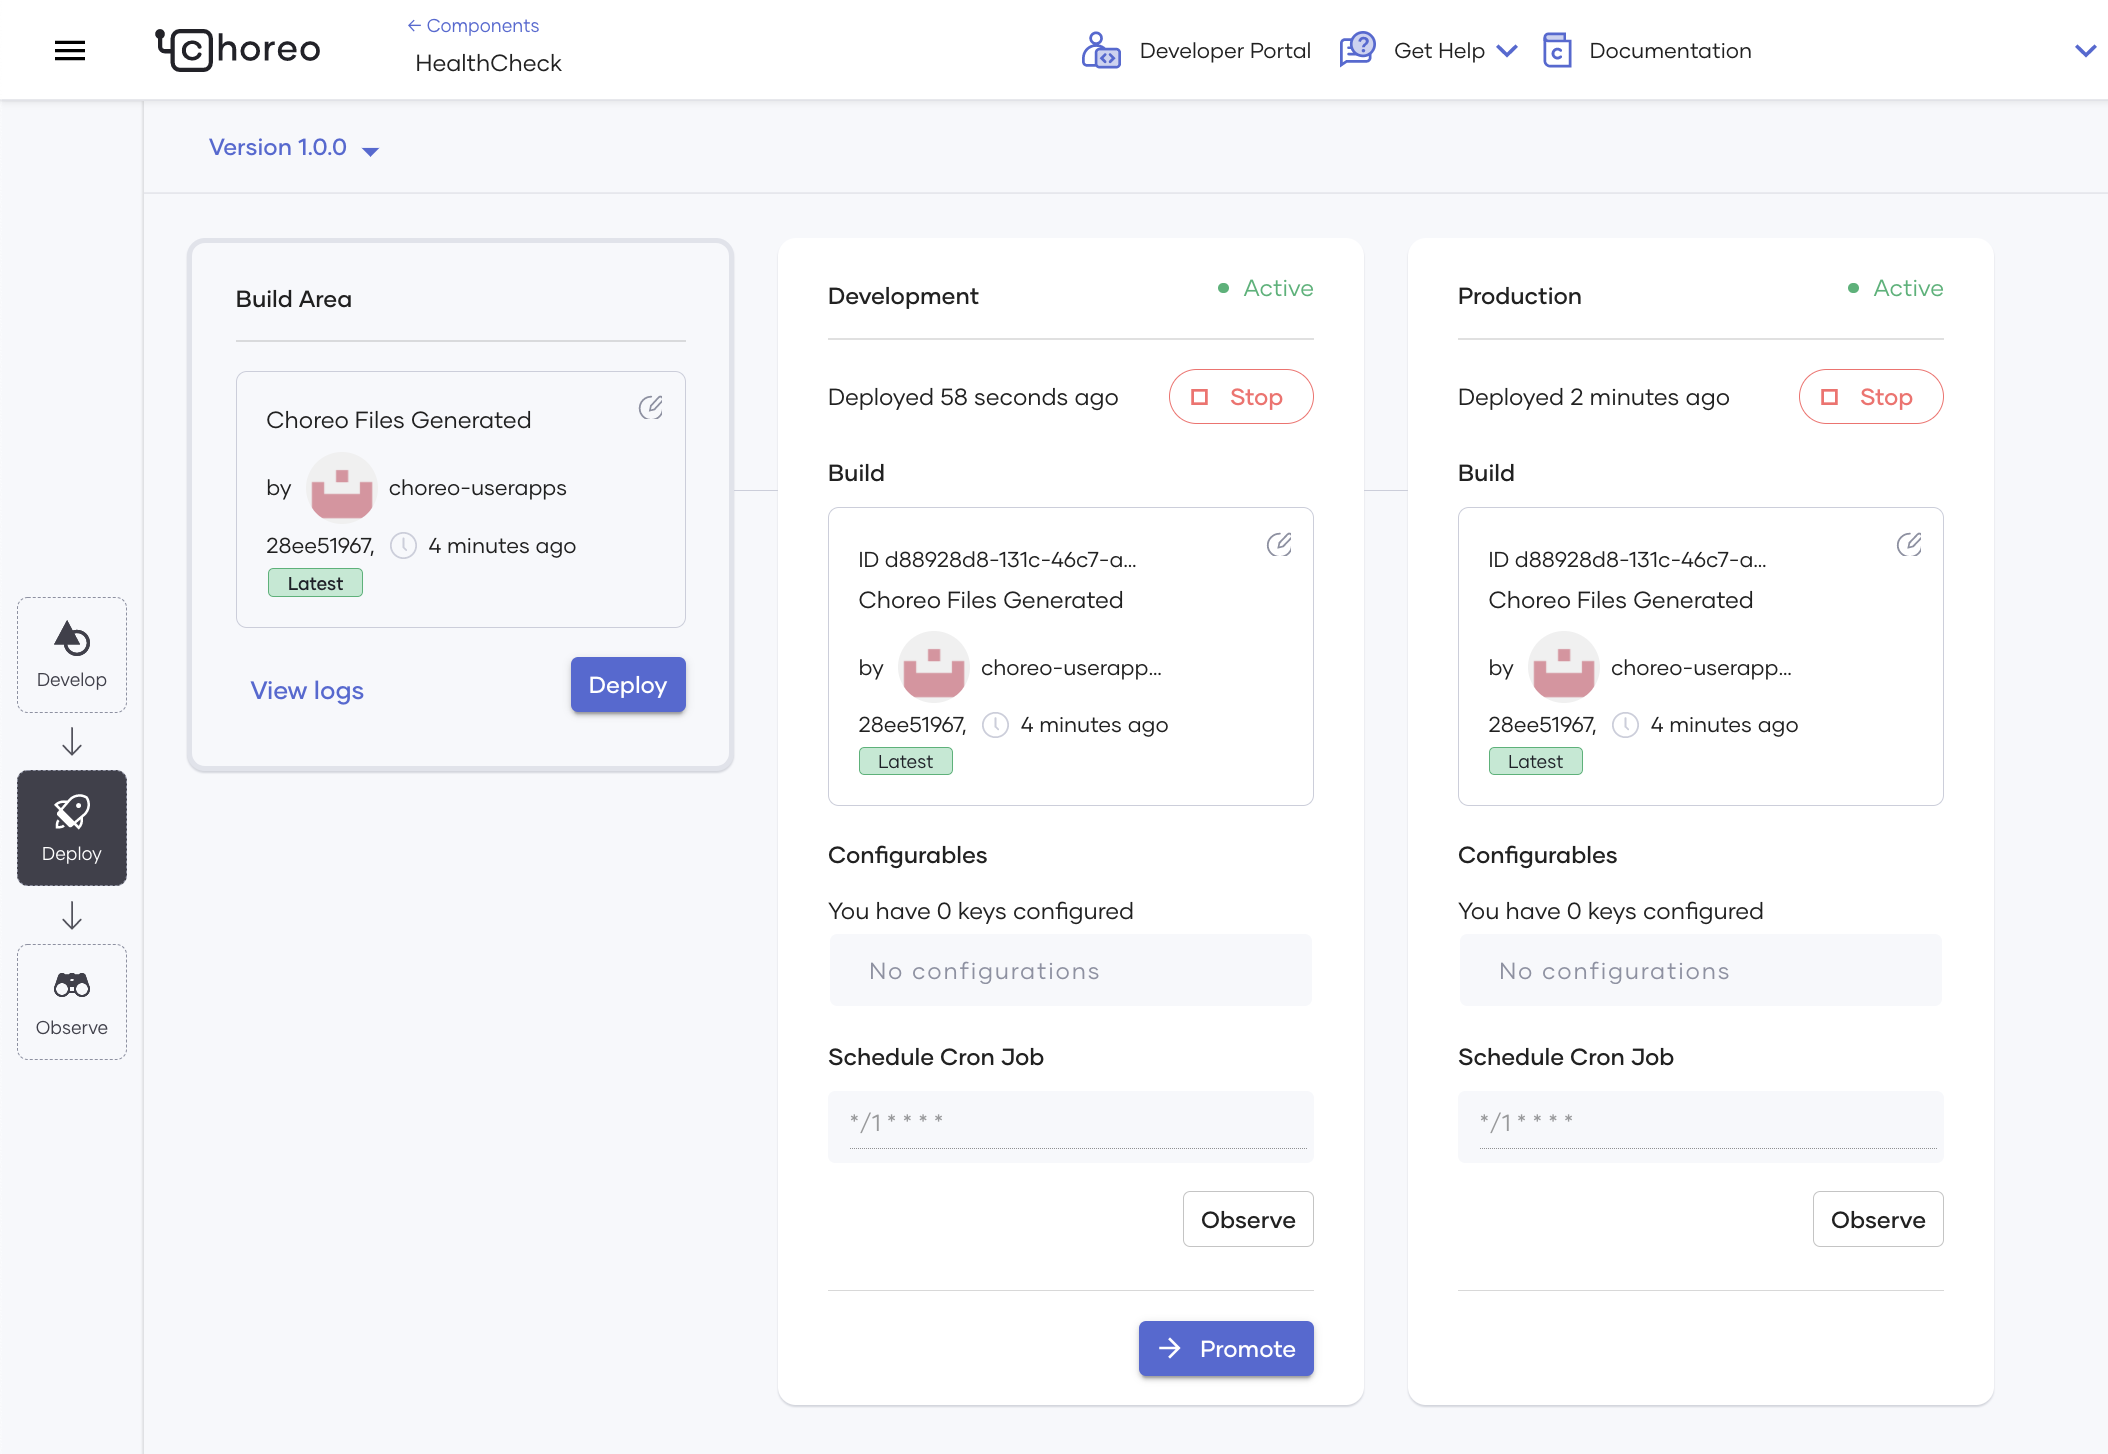 Choreo
← Components
HealthCheck
Developer Portal
Get Help
Documentation
Version 1.0.0
Develop
Deploy
Observe
Build Area
Choreo Files Generated
by choreo-userapps
28ee51967, 4 minutes ago
Latest
View logs
Deploy
Development
Active
Deployed 58 seconds ago
Stop
Build
ID d88928d8-131c-46c7-a...
Choreo Files Generated
by choreo-userapp...
28ee51967, 4 minutes ago
Latest
Configurables
You have 0 keys configured
No configurations
Schedule Cron Job
*/1 * * * *
Observe
→ Promote
Production
Active
Deployed 2 minutes ago
Stop
Build
ID d88928d8-131c-46c7-a...
Choreo Files Generated
by choreo-userapp...
28ee51967, 4 minutes ago
Latest
Configurables
You have 0 keys configured
No configurations
Schedule Cron Job
*/1 * * * *
Observe